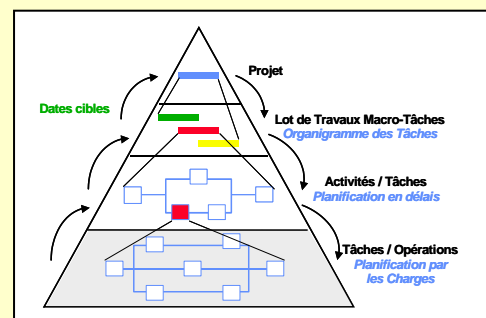 Projet
Dates cibles
Lot de Travaux Macro-Tâches
Organigramme des Tâches
Activités / Tâches
Planification en délais
Tâches / Opérations
Planification par
les Charges